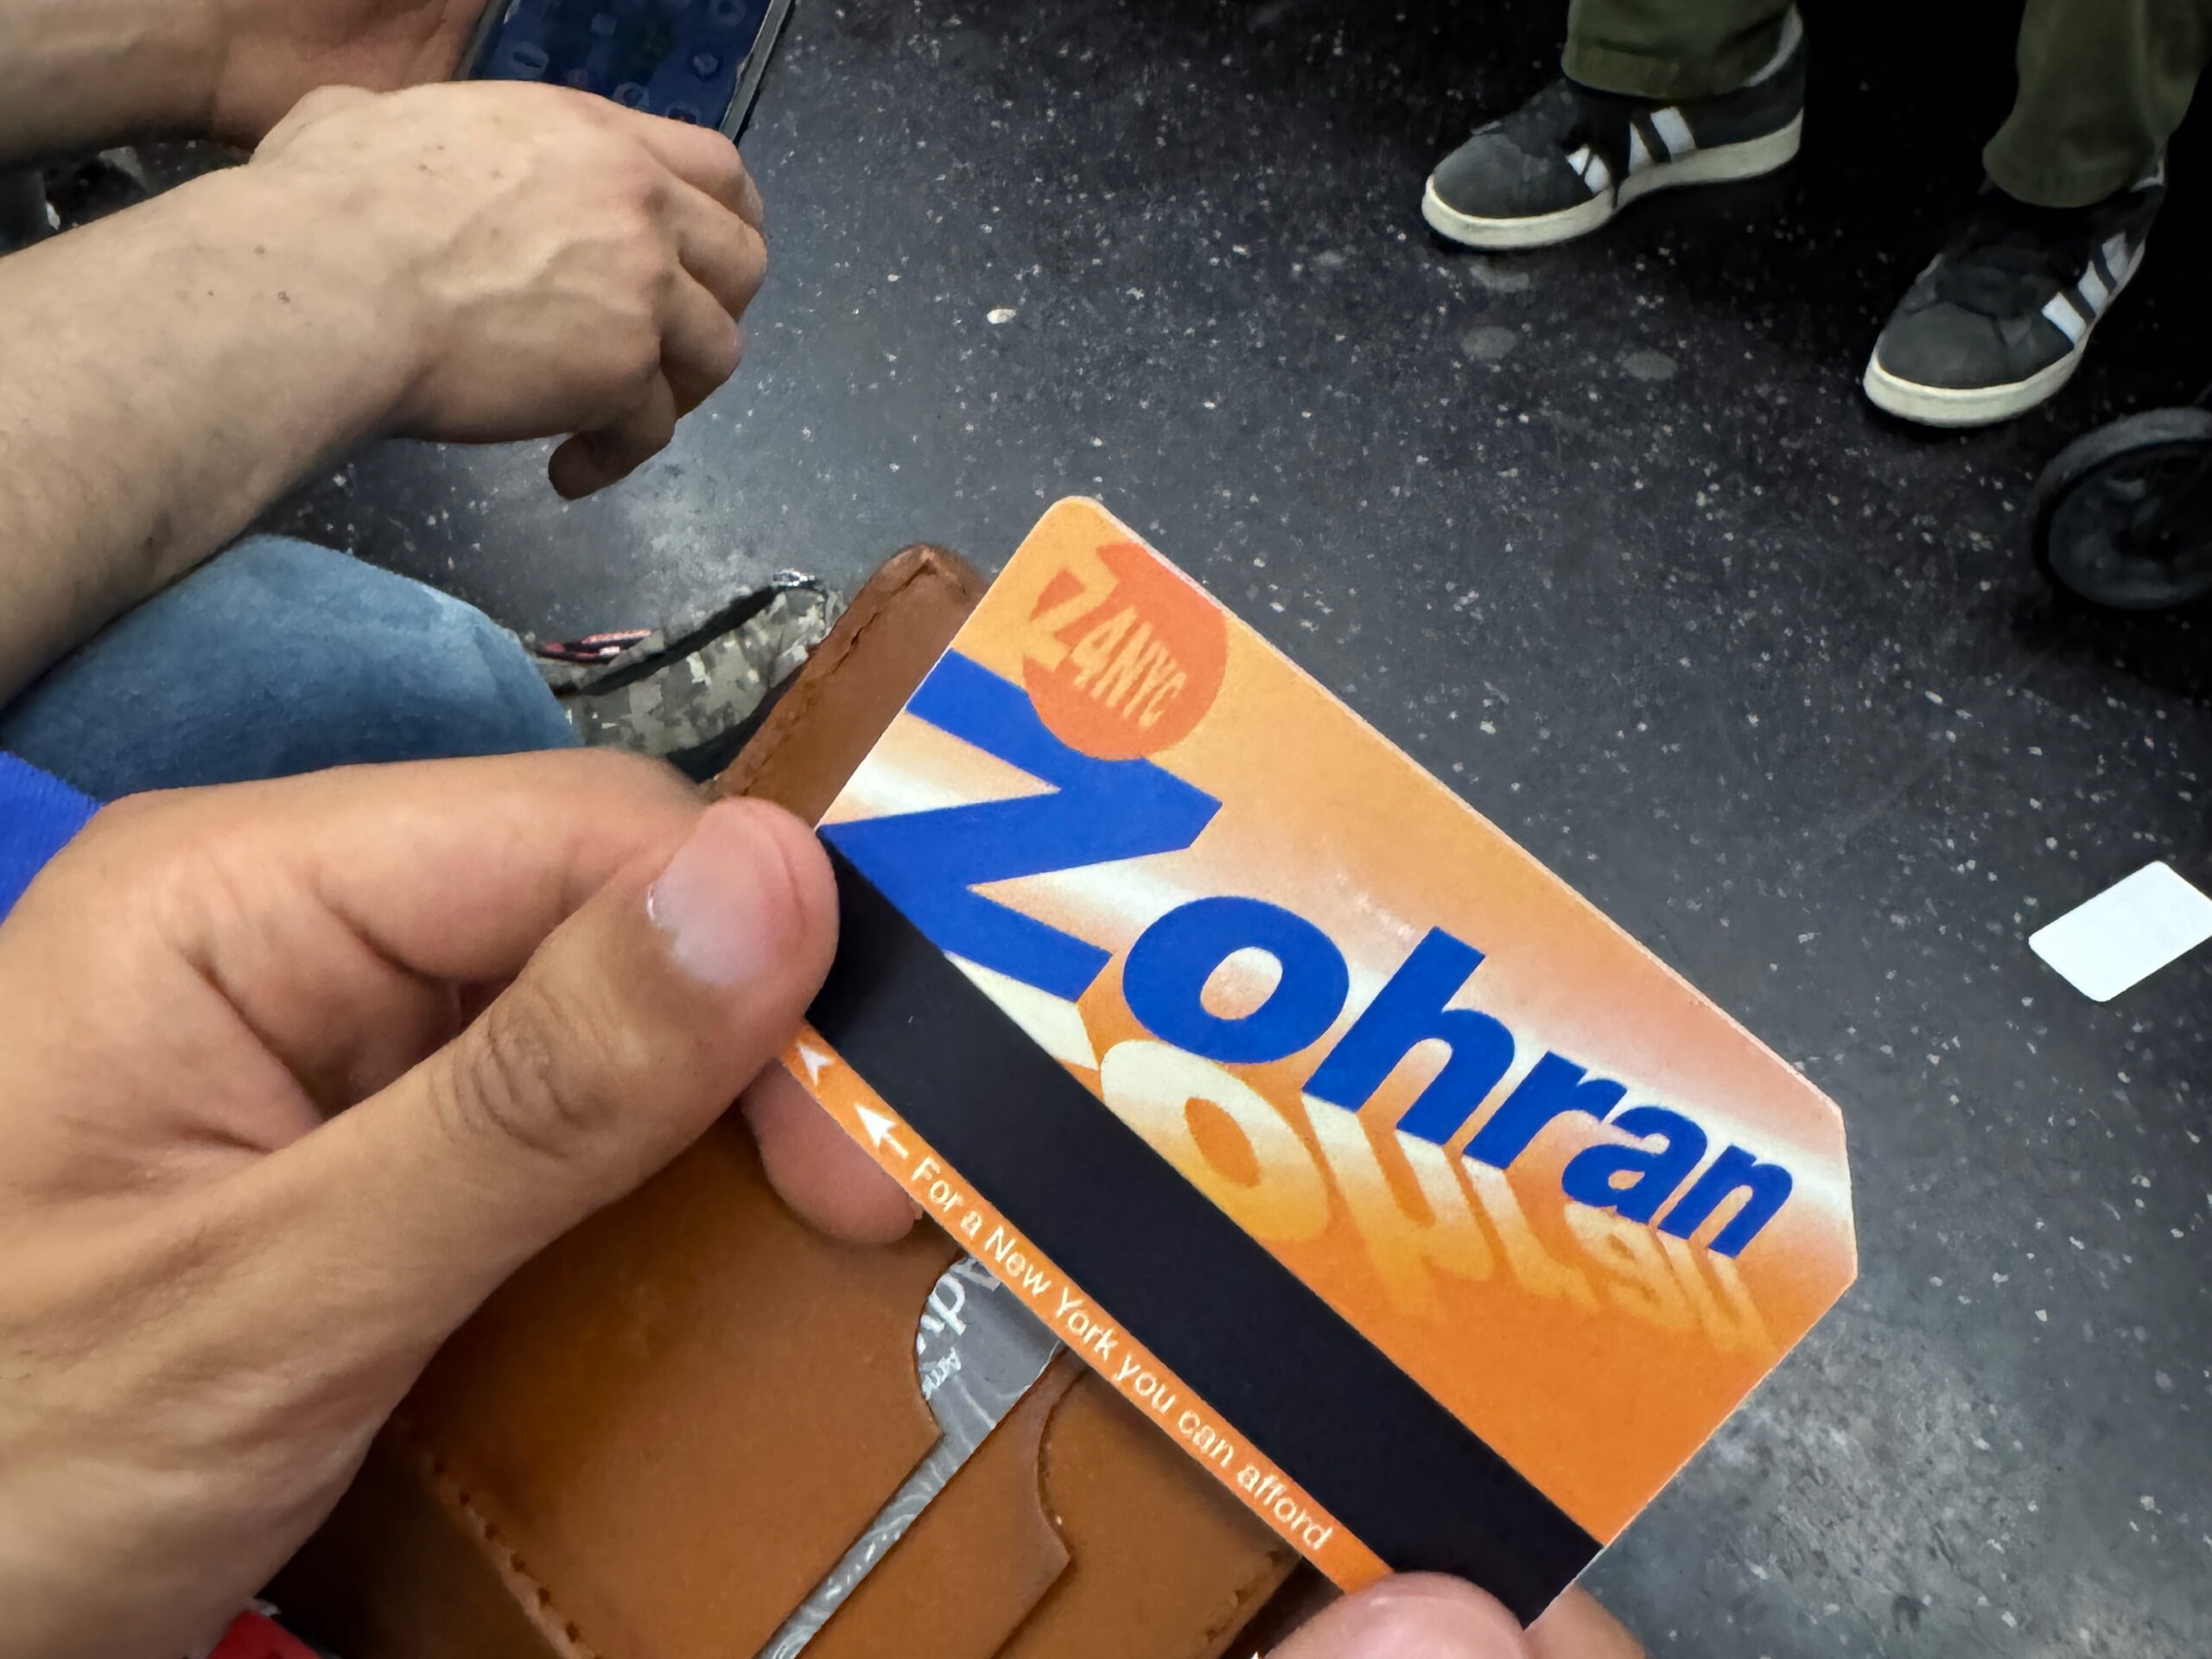 Z4NYC
Zohran
← For a New York you can afford